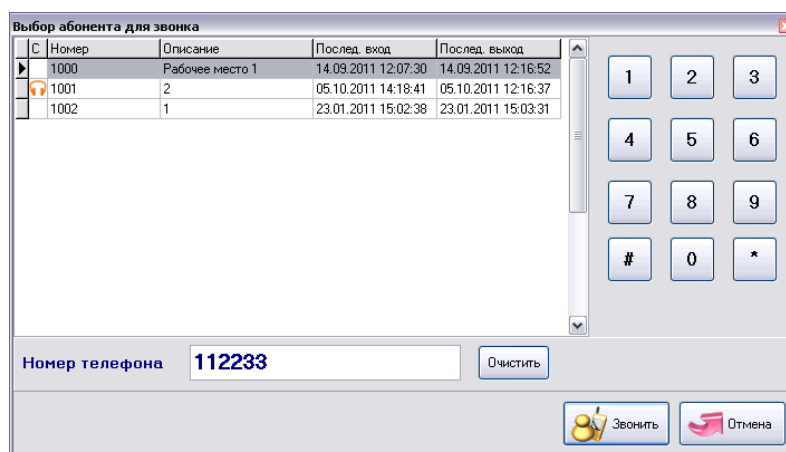 Выбор абонента для звонка
С Номер Описание Послед. вход Послед. выход
1000 Рабочее место 1 14.09.2011 12:07:30 14.09.2011 12:16:52
1001 2 05.10.2011 14:18:41 05.10.2011 12:16:37
1002 1 23.01.2011 15:02:38 23.01.2011 15:03:31
1 2 3
4 5 6
7 8 9
# 0 *
Номер телефона 112233 Очистить
Звонить Отмена